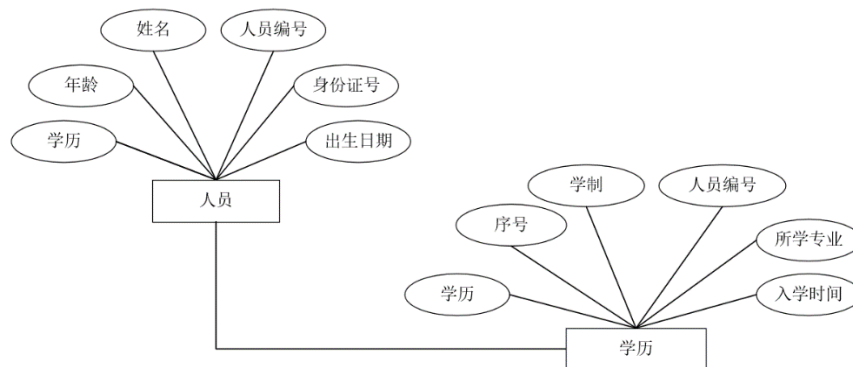 姓名
人员编号
年龄
身份证号
学历
出生日期
人员
学制
人员编号
序号
所学专业
学历
入学时间
学历